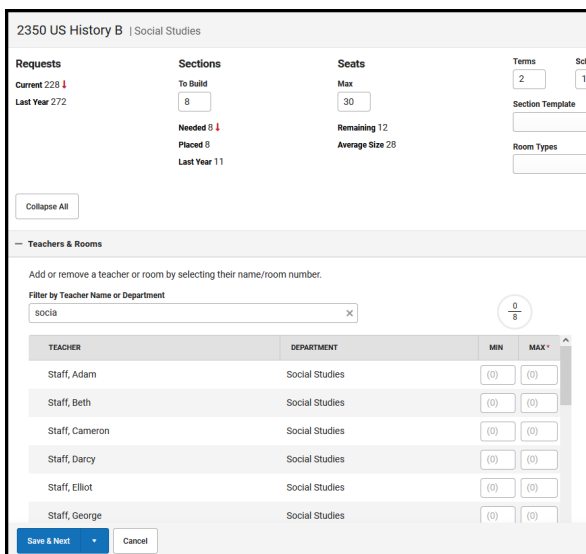 2350 US History B | Social Studies
Requests
Current 228
Last Year 272
Sections
To Build
8
Needed 8
Placed 8
Last Year 11
Seats
Max
30
Remaining 12
Average Size 28
Terms
2
Section Template
Room Types
Collapse All
Teachers & Rooms
Add or remove a teacher or room by selecting their name/room number.
Filter by Teacher Name or Department
socia
0
8
TEACHER DEPARTMENT MIN MAX*
Staff, Adam Social Studies (0) (0)
Staff, Beth Social Studies (0) (0)
Staff, Cameron Social Studies (0) (0)
Staff, Darcy Social Studies (0) (0)
Staff, Elliot Social Studies (0) (0)
Staff, George Social Studies (0) (0)
Save & Next
Cancel